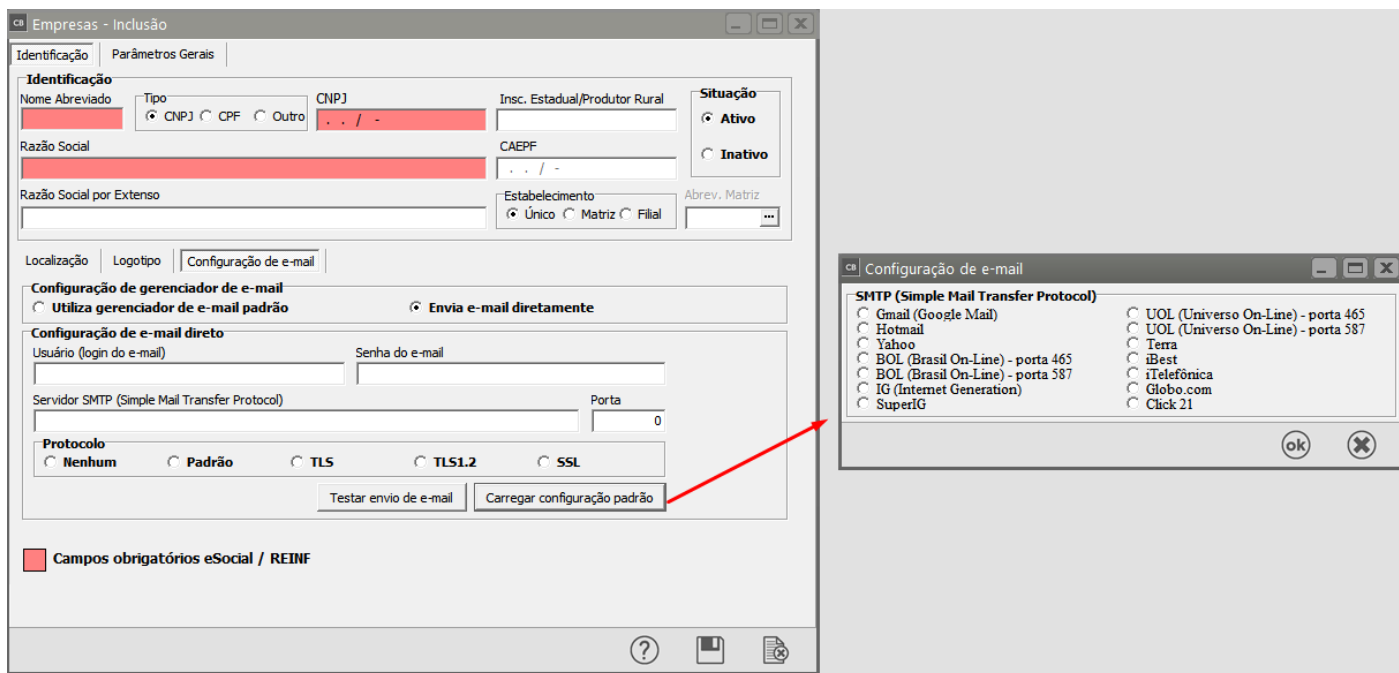 CB Empresas - Inclusão
Identificação Parâmetros Gerais
Identificação
Nome Abreviado Tipo CNPJ Insc. Estadual/Produtor Rural Situação
CNPJ CPF Outro . . / - Ativo
Razão Social CAEPF Inativo
. . / -
Razão Social por Extenso Estabelecimento Abrev. Matriz
Único Matriz Filial ...
Localização Logotipo Configuração de e-mail
Configuração de gerenciador de e-mail
Utiliza gerenciador de e-mail padrão Envia e-mail diretamente
Configuração de e-mail direto
Usuário (login do e-mail) Senha do e-mail
Servidor SMTP (Simple Mail Transfer Protocol) Porta
0
Protocolo
Nenhum Padrão TLS TLS1.2 SSL
Testar envio de e-mail Carregar configuração padrão
Campos obrigatórios eSocial / REINF
?
CB Configuração de e-mail
SMTP (Simple Mail Transfer Protocol)
Gmail (Google Mail) UOL (Universo On-Line) - porta 465
Hotmail UOL (Universo On-Line) - porta 587
Yahoo Terra
BOL (Brasil On-Line) - porta 465 iBest
BOL (Brasil On-Line) - porta 587 iTelefônica
IG (Internet Generation) Globo.com
SuperIG Click 21
ok